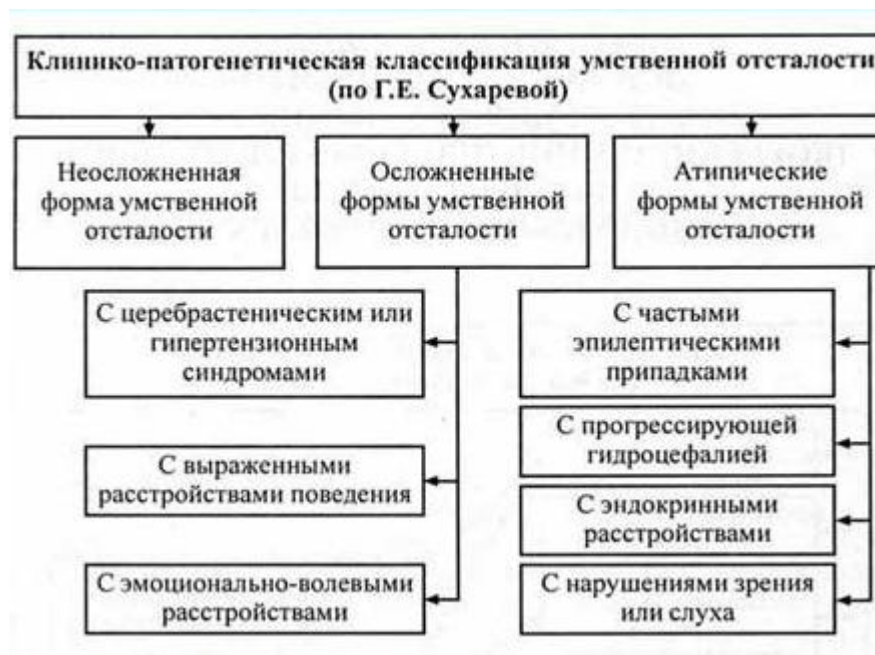 Клинико-патогенетическая классификация умственной отсталости
(по Г.Е. Сухаревой)
Неосложненная
форма умственной
отсталости
Осложненные
формы умственной
отсталости
Атипические
формы умственной
отсталости
С церебрастеническим или
гипертензионным
синдромами
С выраженными
расстройствами поведения
С эмоционально-волевыми
расстройствами
С частыми
эпилептическими
припадками
С прогрессирующей
гидроцефалией
С эндокринными
расстройствами
С нарушениями зрения
или слуха